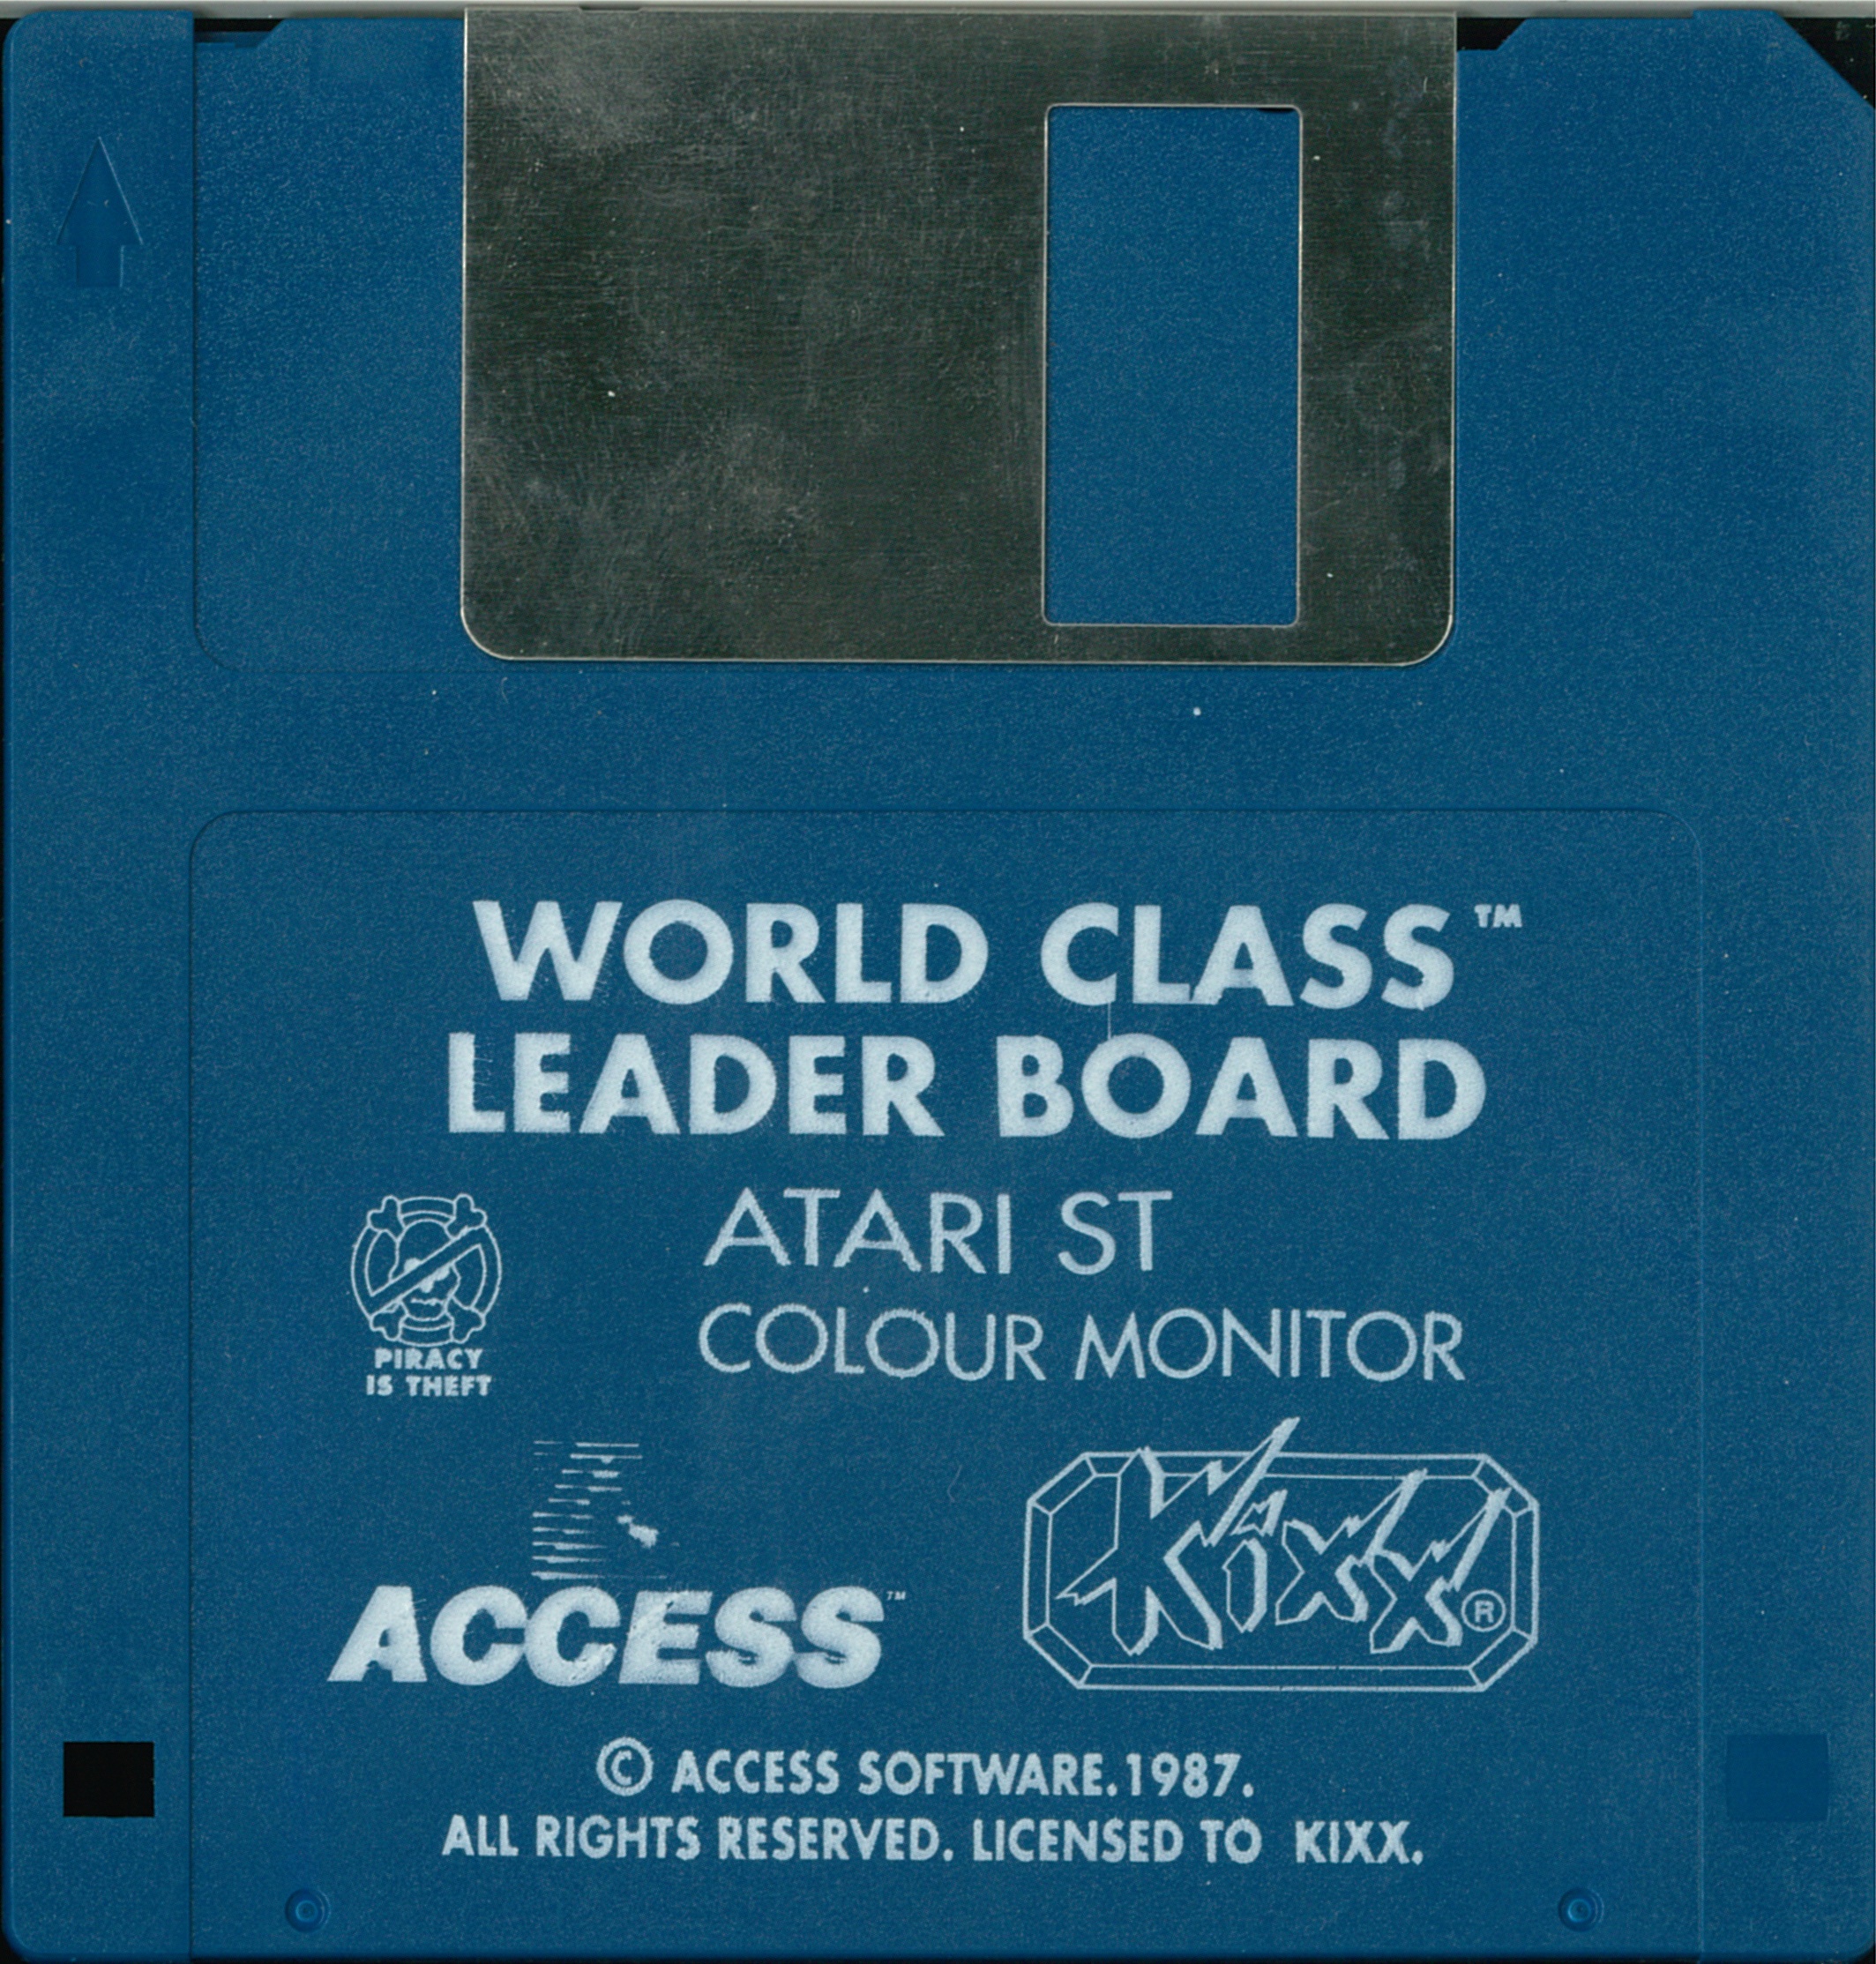 WORLD CLASS™
LEADER BOARD
ATARI ST
COLOUR MONITOR
PIRACY
IS THEFT
ACCESS™
Kixx®
© ACCESS SOFTWARE.1987.
ALL RIGHTS RESERVED. LICENSED TO KIXX.